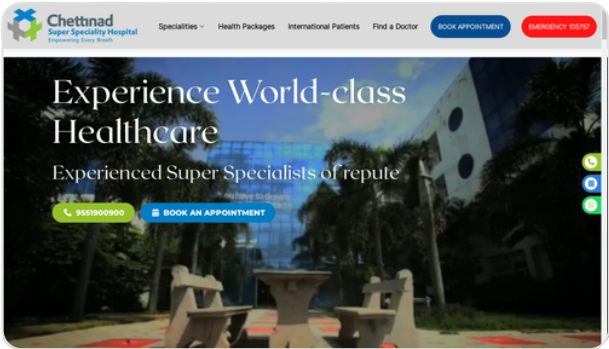 Chettinad
Super Speciality Hospital
Empowering Every Breath
Specialities
Health Packages
International Patients
Find a Doctor
BOOK APPOINTMENT
EMERGENCY 105757
Experience World-class
Healthcare
Experienced Super Specialists of repute
9551900900
BOOK AN APPOINTMENT